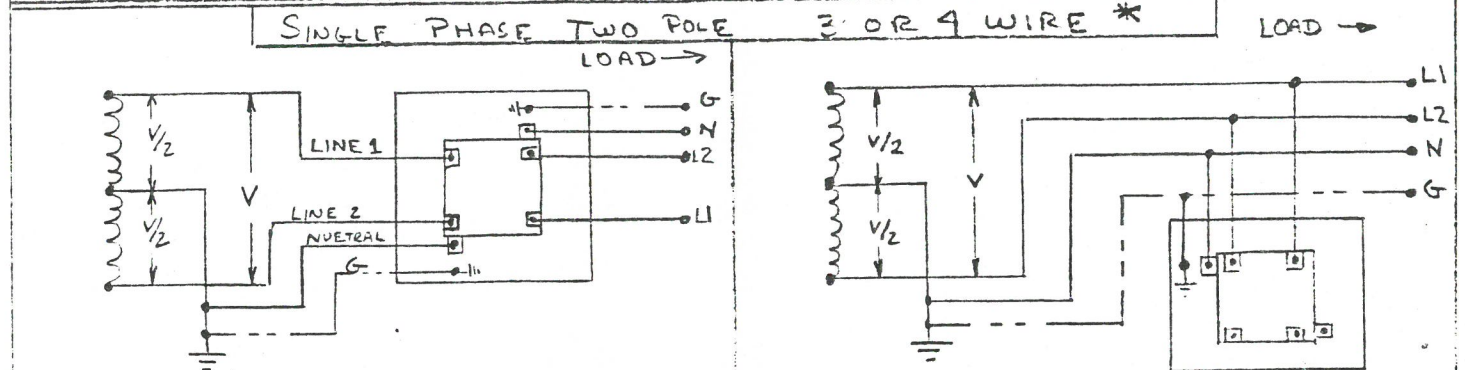 SINGLE PHASE TWO POLE 3 OR 4 WIRE *
LOAD →
G
N
L2
L1
V/2
V
V/2
LINE 1
LINE 2
NUETRAL
G
LOAD →
L1
L2
N
G
V/2
V
V/2